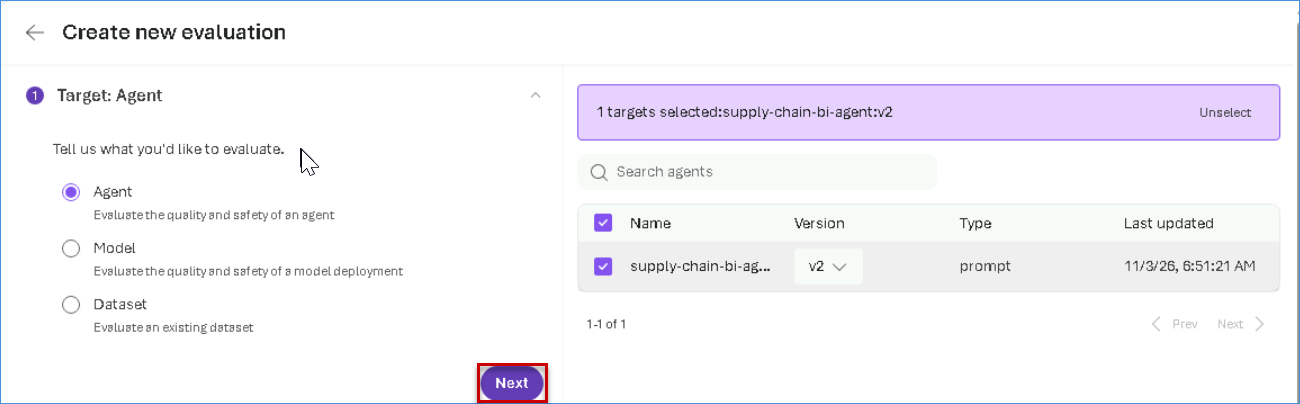 Create new evaluation
1 Target: Agent
Tell us what you'd like to evaluate.
Agent
Evaluate the quality and safety of an agent
Model
Evaluate the quality and safety of a model deployment
Dataset
Evaluate an existing dataset
Next
1 targets selected:supply-chain-bi-agent:v2 Unselect
Search agents
Name Version Type Last updated
supply-chain-bi-ag... v2 prompt 11/3/26, 6:51:21 AM
1-1 of 1 Prev Next